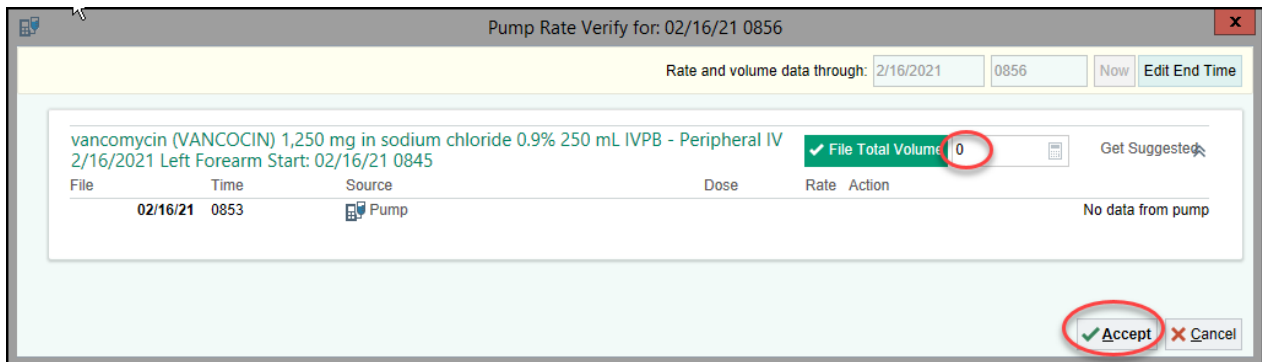 Pump Rate Verify for: 02/16/21 0856
x
Rate and volume data through: 2/16/2021 0856 Now Edit End Time
vancomycin (VANCOCIN) 1,250 mg in sodium chloride 0.9% 250 mL IVPB - Peripheral IV
2/16/2021 Left Forearm Start: 02/16/21 0845
File Total Volume 0 Get Suggested
File Time Source Dose Rate Action
02/16/21 0853 Pump No data from pump
Accept Cancel